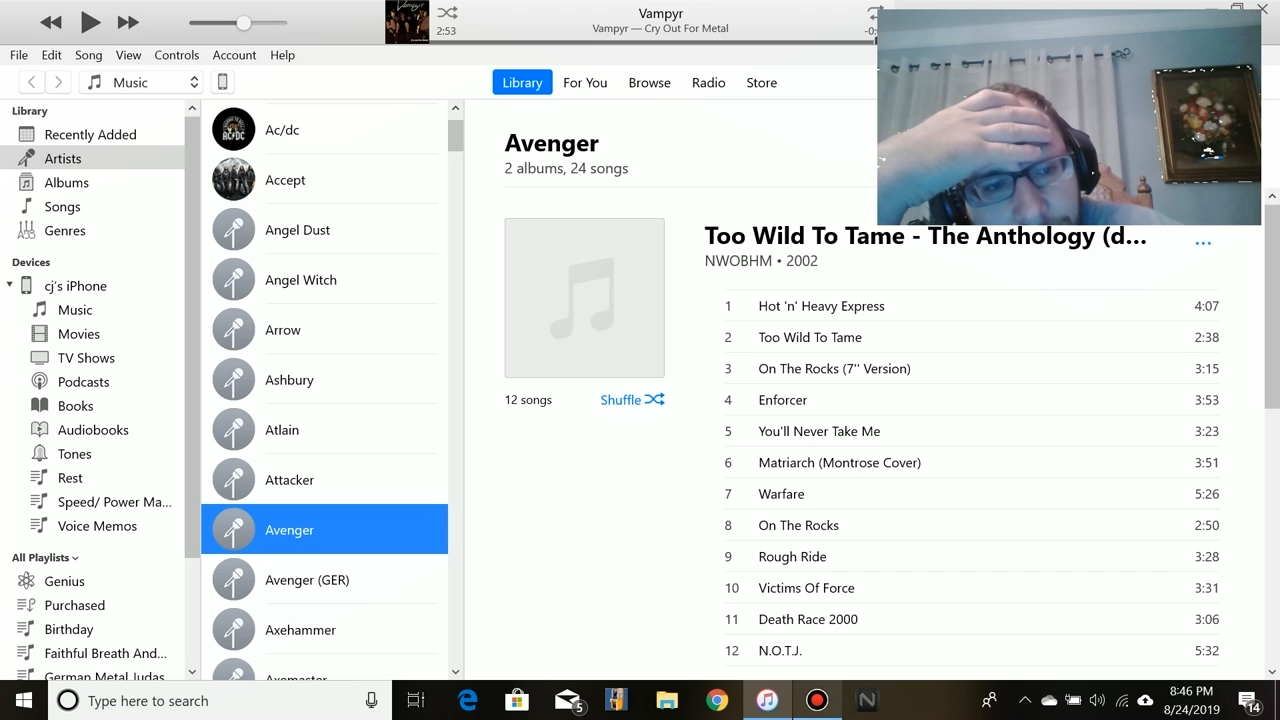 Vampyr
Vampyr — Cry Out For Metal
2:53
File Edit Song View Controls Account Help
Music
Library For You Browse Radio Store
Library
Recently Added
Artists
Albums
Songs
Genres
Devices
cj's iPhone
Music
Movies
TV Shows
Podcasts
Books
Audiobooks
Tones
Rest
Speed/ Power Ma...
Voice Memos
All Playlists
Genius
Purchased
Birthday
Faithful Breath And...
German Metal Judas
Ac/dc
Accept
Angel Dust
Angel Witch
Arrow
Ashbury
Atlain
Attacker
Avenger
Avenger (GER)
Axehammer
Axemaster
Avenger
2 albums, 24 songs
12 songs
Shuffle
Too Wild To Tame - The Anthology (d...
NWOBHM • 2002
1 Hot 'n' Heavy Express 4:07
2 Too Wild To Tame 2:38
3 On The Rocks (7'' Version) 3:15
4 Enforcer 3:53
5 You'll Never Take Me 3:23
6 Matriarch (Montrose Cover) 3:51
7 Warfare 5:26
8 On The Rocks 2:50
9 Rough Ride 3:28
10 Victims Of Force 3:31
11 Death Race 2000 3:06
12 N.O.T.J. 5:32
Type here to search
5
8:46 PM
8/24/2019
14